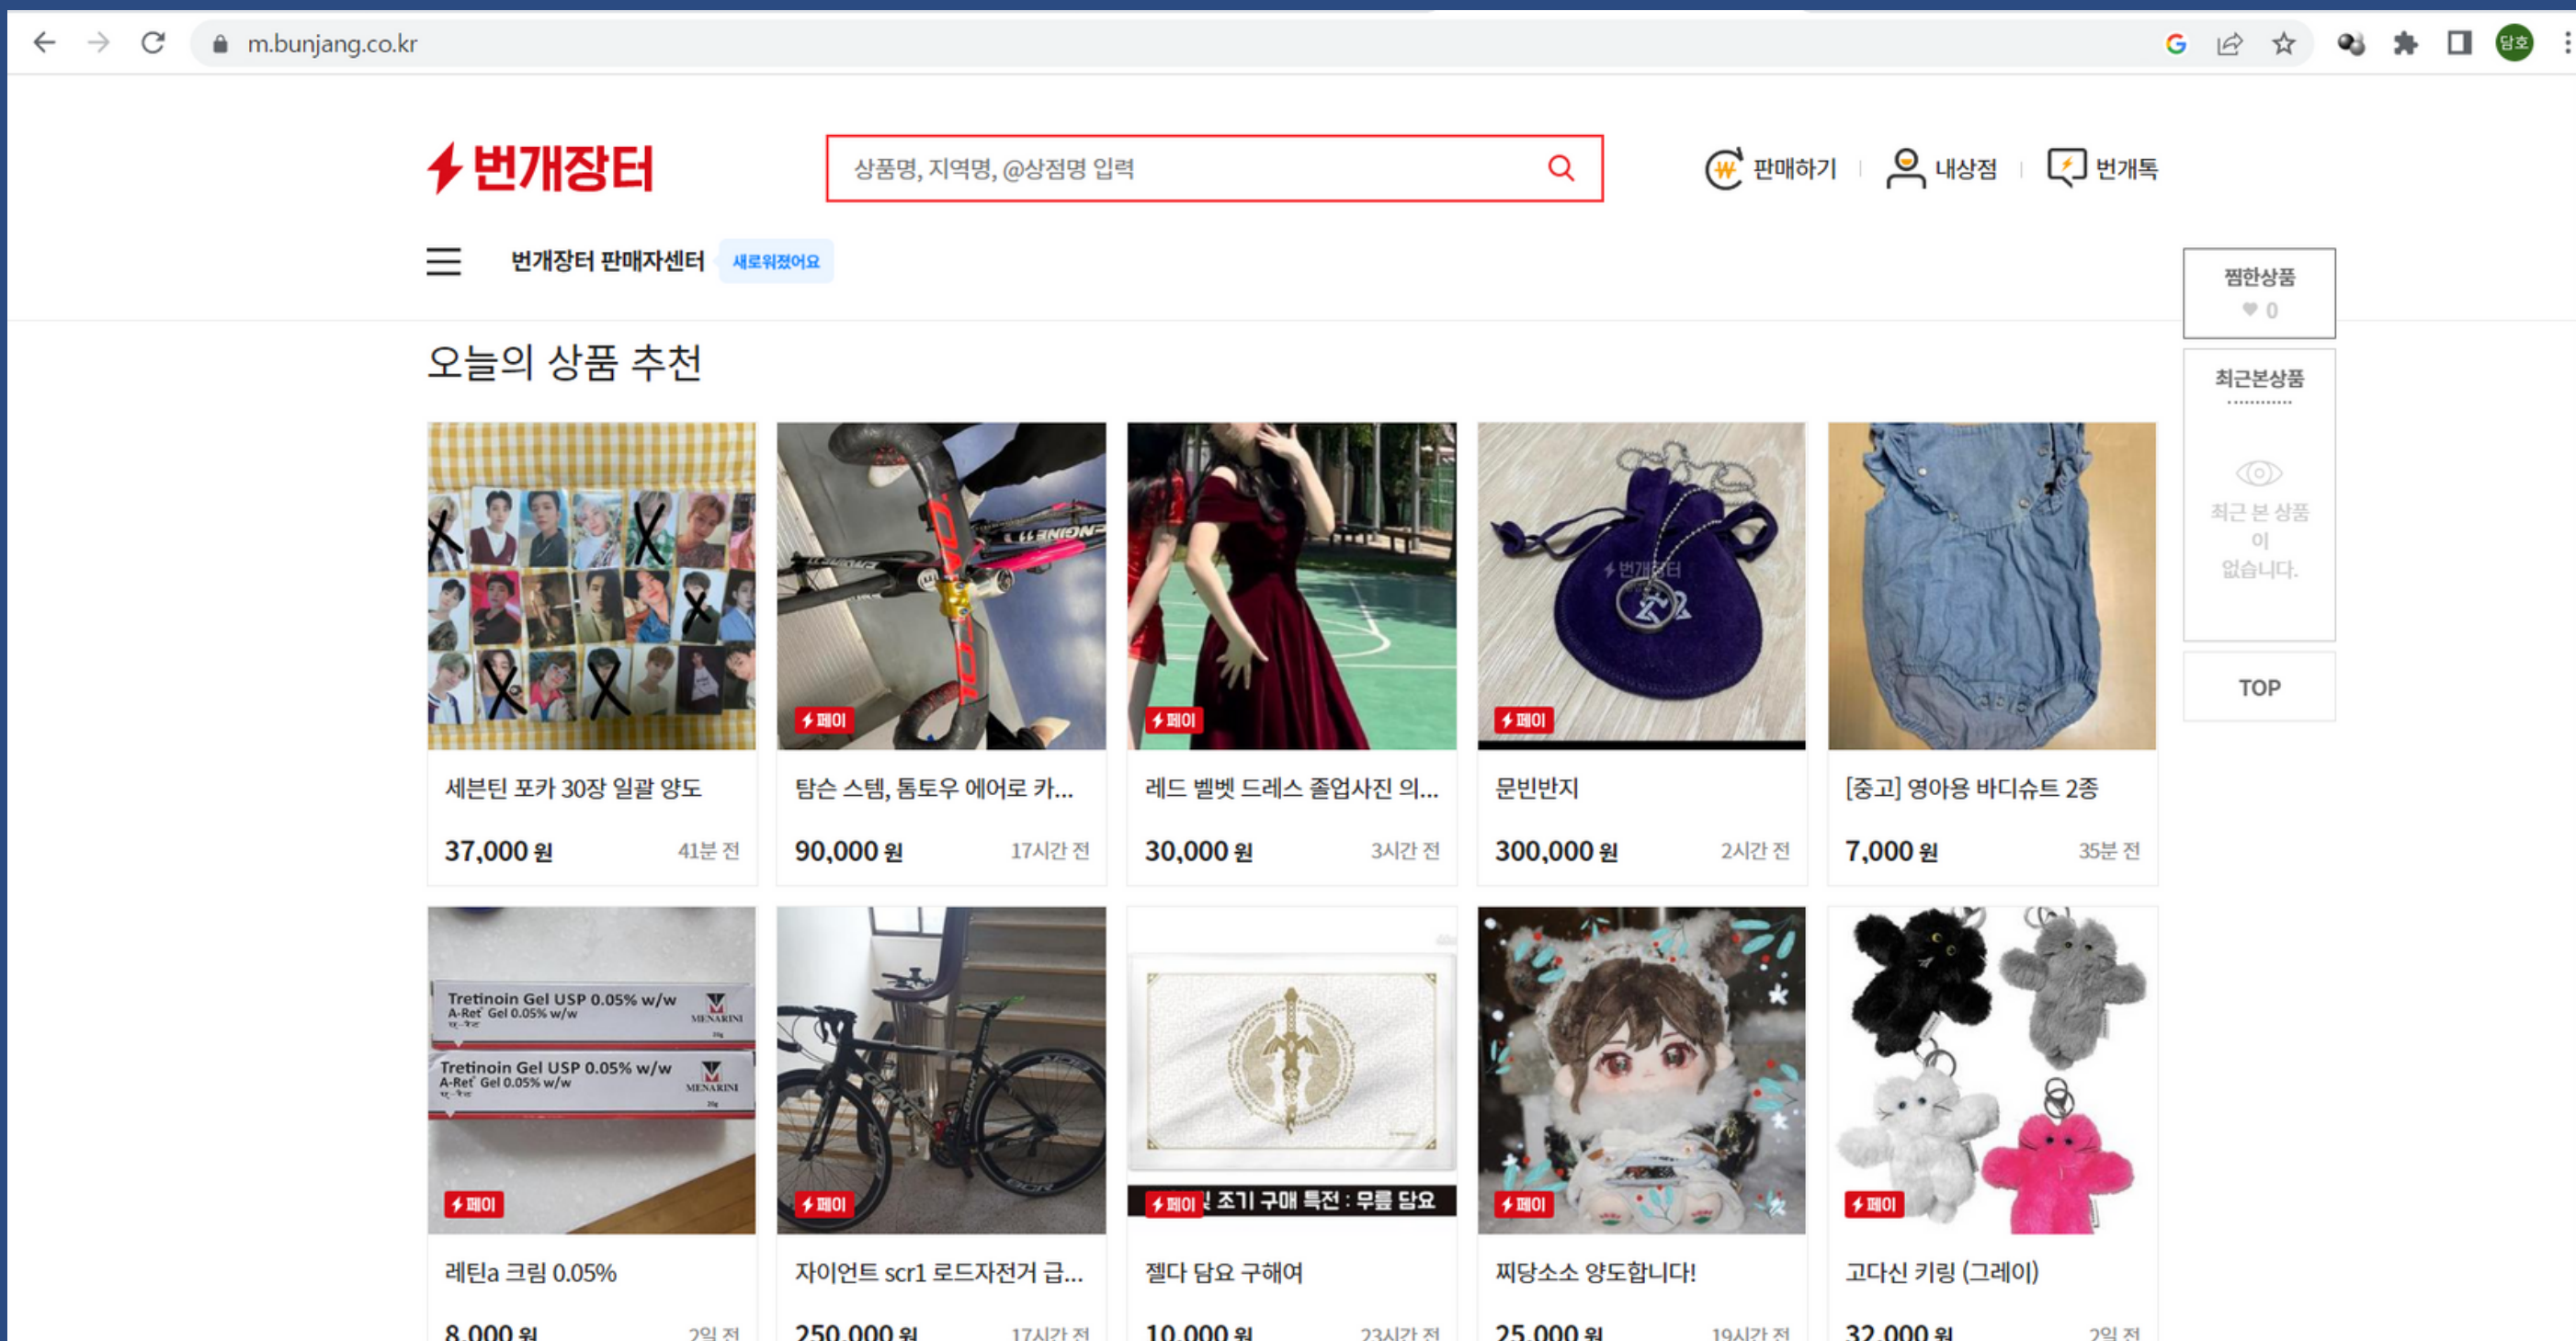 m.bunjang.co.kr
담호
번개장터
상품명, 지역명, @상점명 입력
판매하기
내상점
번개톡
번개장터 판매자센터
새로워졌어요
찜한상품
0
최근본상품
최근 본 상품
이
없습니다.
TOP
오늘의 상품 추천
페이
페이
번개장터
페이
세븐틴 포카 30장 일괄 양도
37,000 원
41분 전
탐슨 스템, 톰토우 에어로 카...
90,000 원
17시간 전
레드 벨벳 드레스 졸업사진 의...
30,000 원
3시간 전
문빈반지
300,000 원
2시간 전
[중고] 영아용 바디슈트 2종
7,000 원
35분 전
Tretinoin Gel USP 0.05% w/w
A-Ret Gel 0.05% w/w
MENARINI
20g
Tretinoin Gel USP 0.05% w/w
A-Ret Gel 0.05% w/w
MENARINI
20g
페이
GIANT
페이
페이
및 조기 구매 특전 : 무릎 담요
페이
페이
레틴a 크림 0.05%
8,000 원
2일 전
자이언트 scr1 로드자전거 급...
250,000 원
17시간 전
젤다 담요 구해여
10,000 원
23시간 전
찌당소소 양도합니다!
25,000 원
19시간 전
고다신 키링 (그레이)
32,000 원
2일 전